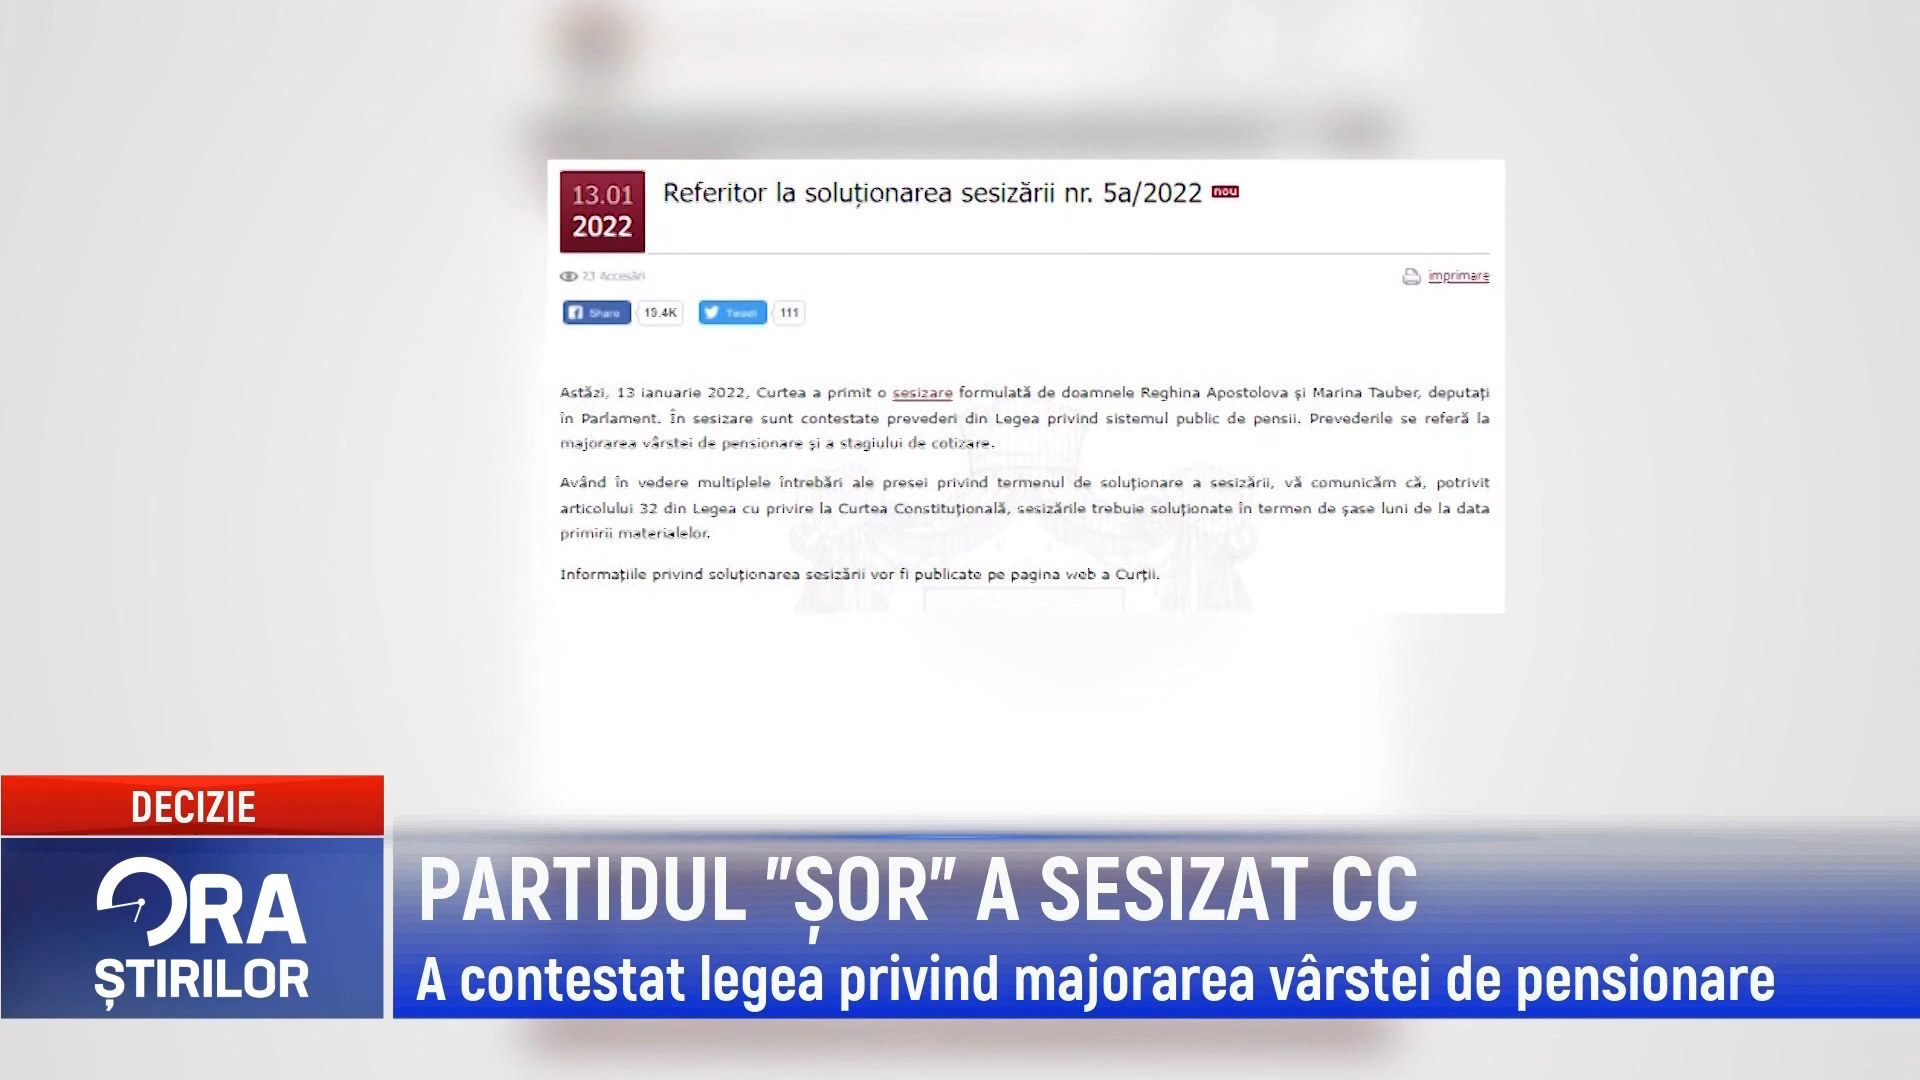 13.01
2022
Referitor la soluționarea sesizării nr. 5a/2022 nou
23 Accesări
imprimare
Share 19.4K Tweet 111
Astăzi, 13 ianuarie 2022, Curtea a primit o sesizare formulată de doamnele Reghina Apostolova și Marina Tauber, deputați
în Parlament. În sesizare sunt contestate prevederi din Legea privind sistemul public de pensii. Prevederile se referă la
majorarea vârstei de pensionare și a stagiului de cotizare.
Având în vedere multiplele întrebări ale presei privind termenul de soluționare a sesizării, vă comunicăm că, potrivit
articolului 32 din Legea cu privire la Curtea Constituțională, sesizările trebuie soluționate în termen de șase luni de la data
primirii materialelor.
Informațiile privind soluționarea sesizării vor fi publicate pe pagina web a Curții.
DECIZIE
ORA
ȘTIRILOR
PARTIDUL "ȘOR" A SESIZAT CC
A contestat legea privind majorarea vârstei de pensionare